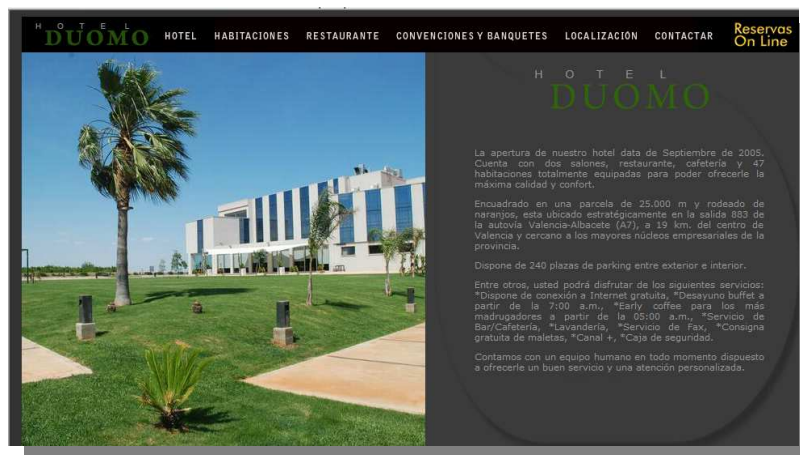 HOTEL
DUOMO
HOTEL HABITACIONES RESTAURANTE CONVENCIONES Y BANQUETES LOCALIZACIÓN CONTACTAR
Reservas
On Line
HOTEL
DUOMO
La apertura de nuestro hotel data de Septiembre de 2005.
Cuenta con dos salones, restaurante, cafetería y 47
habitaciones totalmente equipadas para poder ofrecerle la
máxima calidad y confort.
Encuadrado en una parcela de 25.000 m y rodeado de
naranjos, esta ubicado estratégicamente en la salida 883 de
la autovía Valencia-Albacete (A7), a 19 km. del centro de
Valencia y cercano a los mayores núcleos empresariales de la
provincia.
Dispone de 240 plazas de parking entre exterior e interior.
Entre otros, usted podrá disfrutar de los siguientes servicios:
*Dispone de conexión a Internet gratuita, *Desayuno buffet a
partir de la 7:00 a.m., *Early coffee para los más
madrugadores a partir de la 05:00 a.m., *Servicio de
Bar/Cafetería, *Lavandería, *Servicio de Fax, *Consigna
gratuita de maletas, *Canal +, *Caja de seguridad.
Contamos con un equipo humano en todo momento dispuesto
a ofrecerle un buen servicio y una atención personalizada.